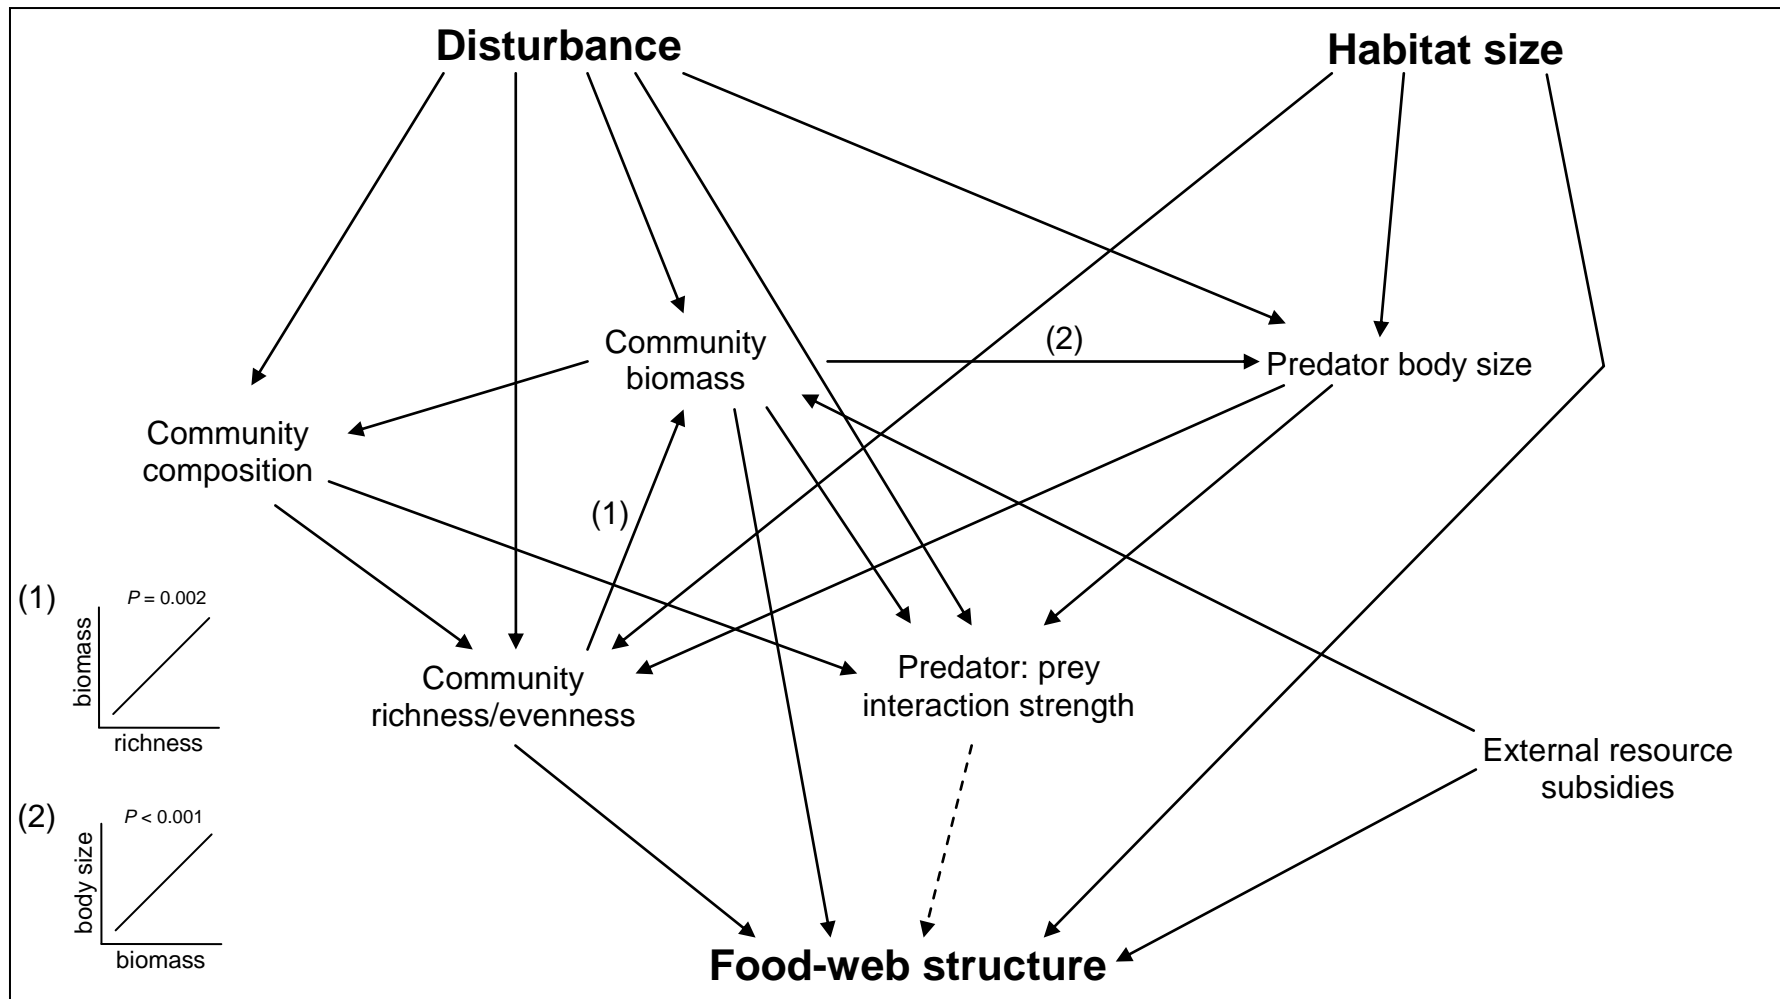 Disturbance
Habitat size
Community
biomass
(2)
Predator body size
Community
composition
(1)
(1)
P = 0.002
biomass
richness
Community
richness/evenness
Predator: prey
interaction strength
External resource
subsidies
(2)
P < 0.001
body size
biomass
Food-web structure